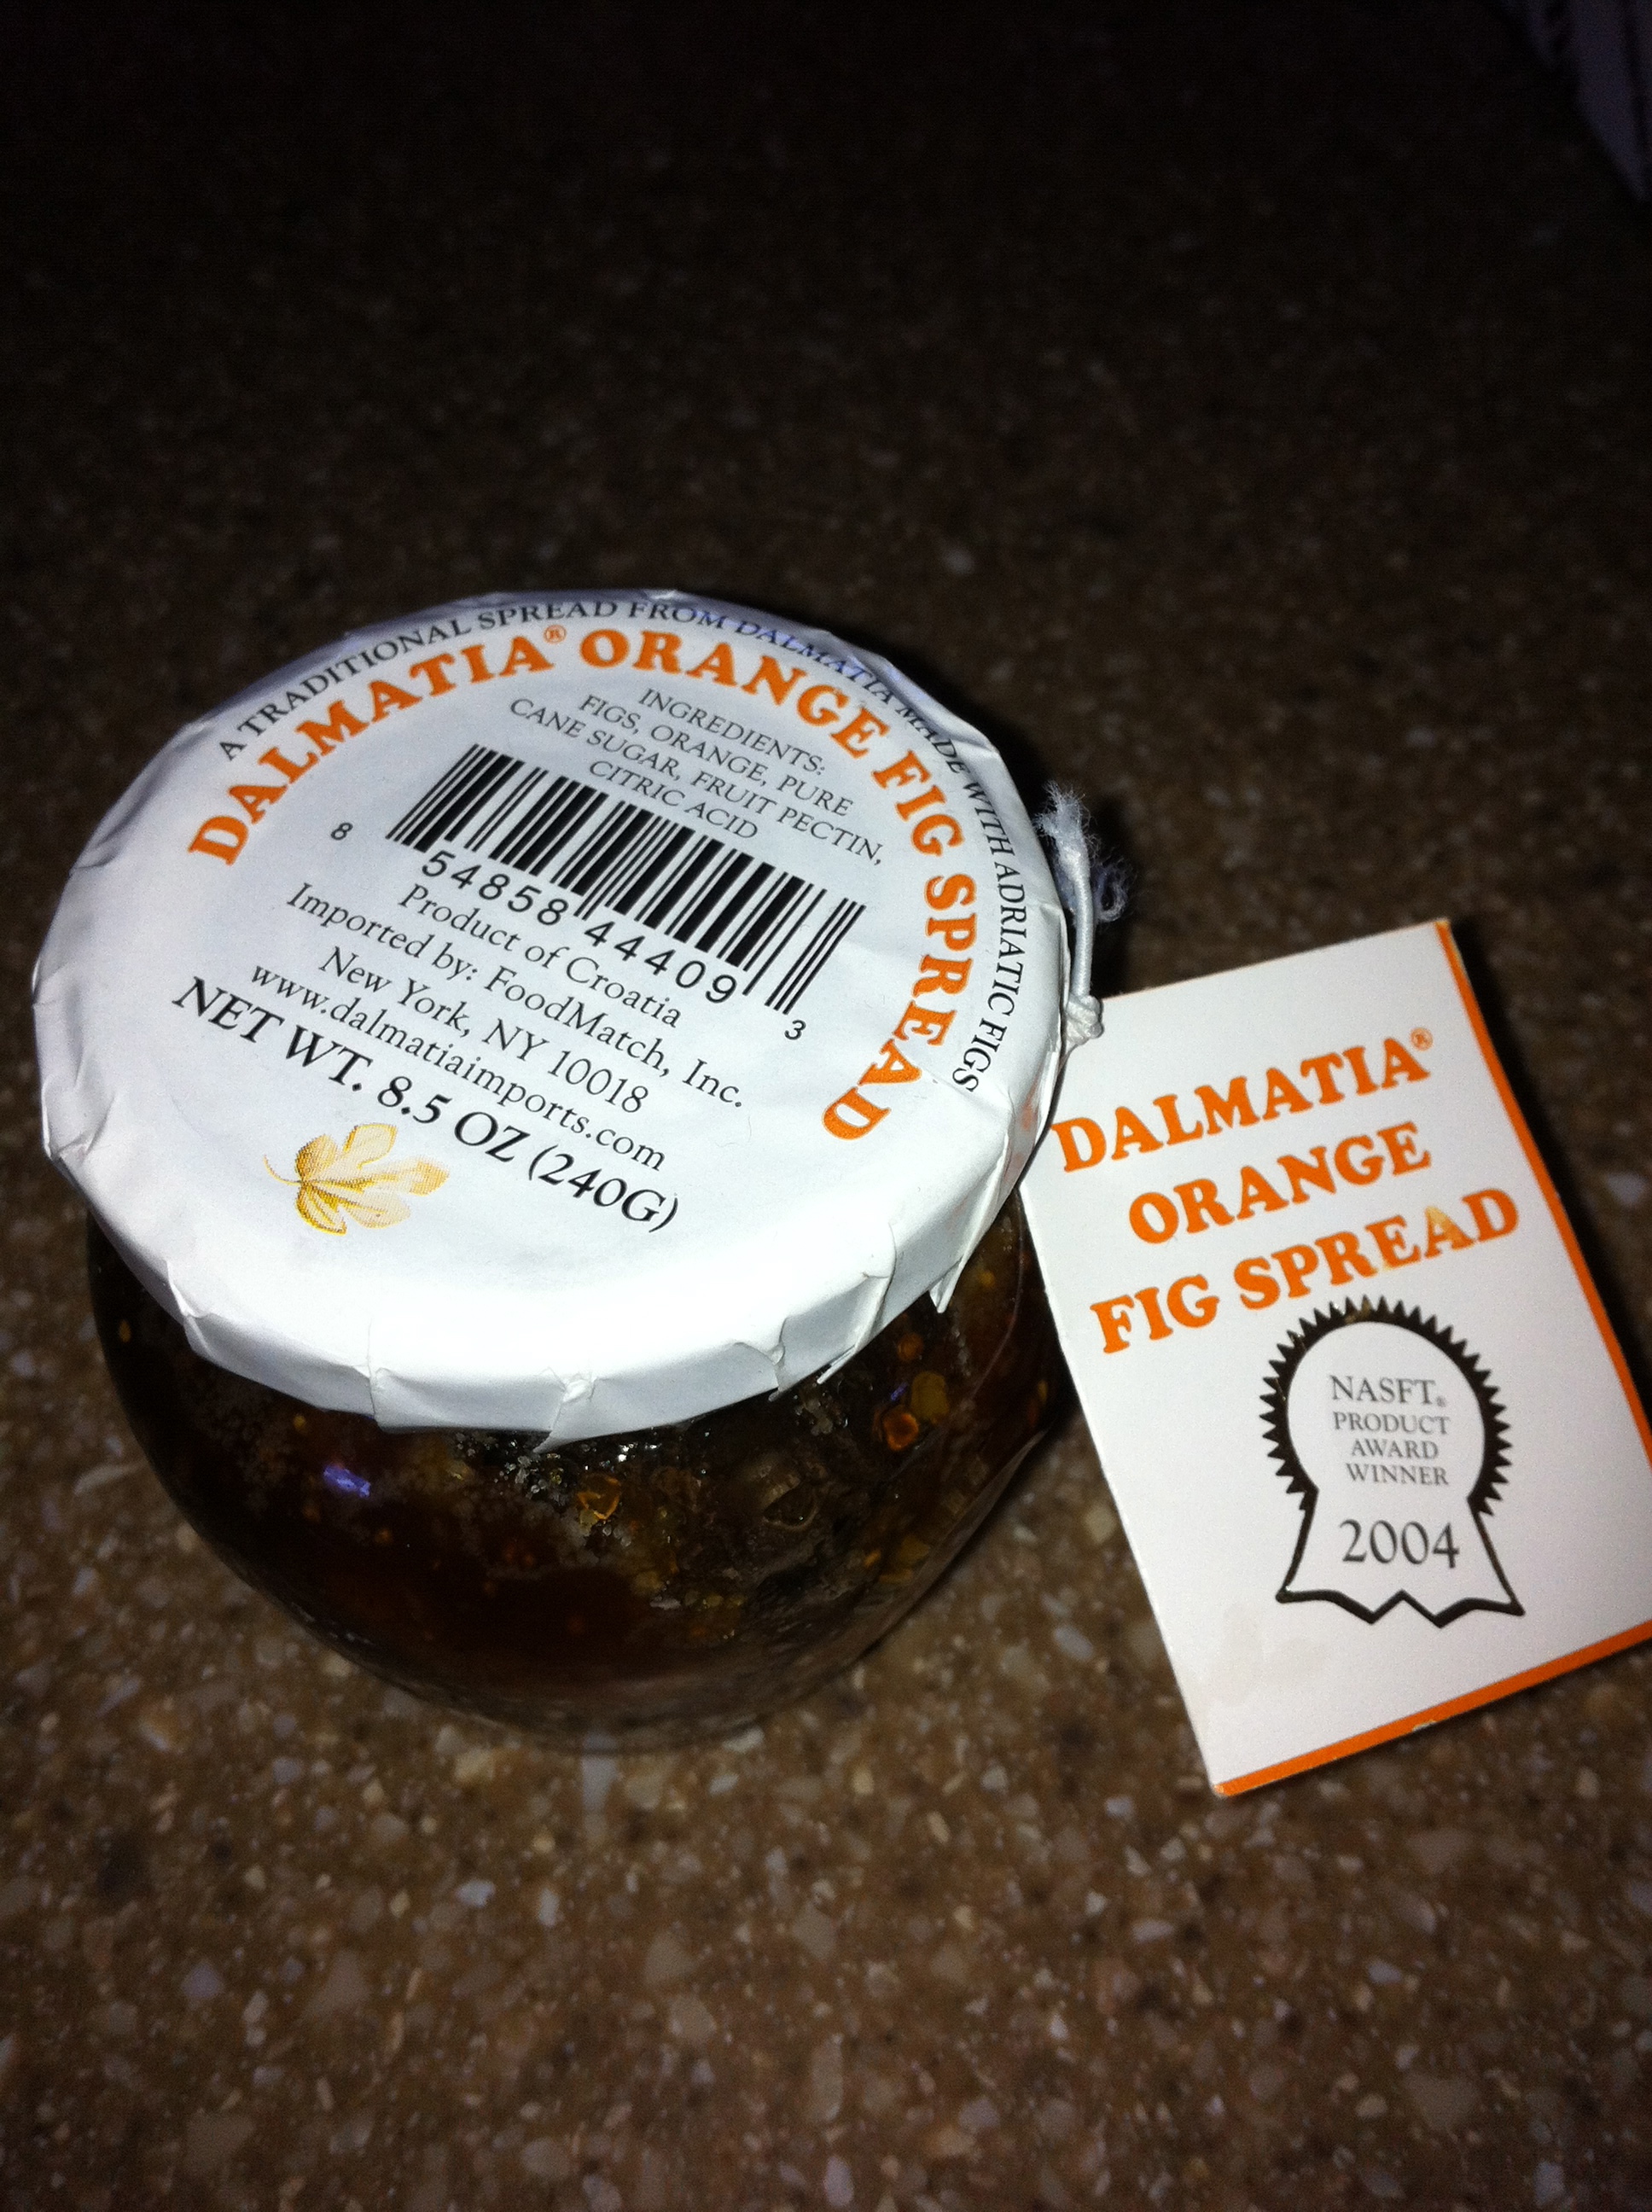 A TRADITIONAL SPREAD FROM DALMATIA MADE WITH ADRIATIC FIGS
DALMATIA® ORANGE FIG SPREAD
INGREDIENTS:
FIGS, ORANGE, PURE
CANE SUGAR, FRUIT PECTIN,
CITRIC ACID
8 54858 44409 3
Product of Croatia
Imported by: FoodMatch, Inc.
New York, NY 10018
www.dalmatiaimports.com
NET WT. 8.5 OZ (240G)
DALMATIA®
ORANGE
FIG SPREAD
NASFT®
PRODUCT
AWARD
WINNER
2004